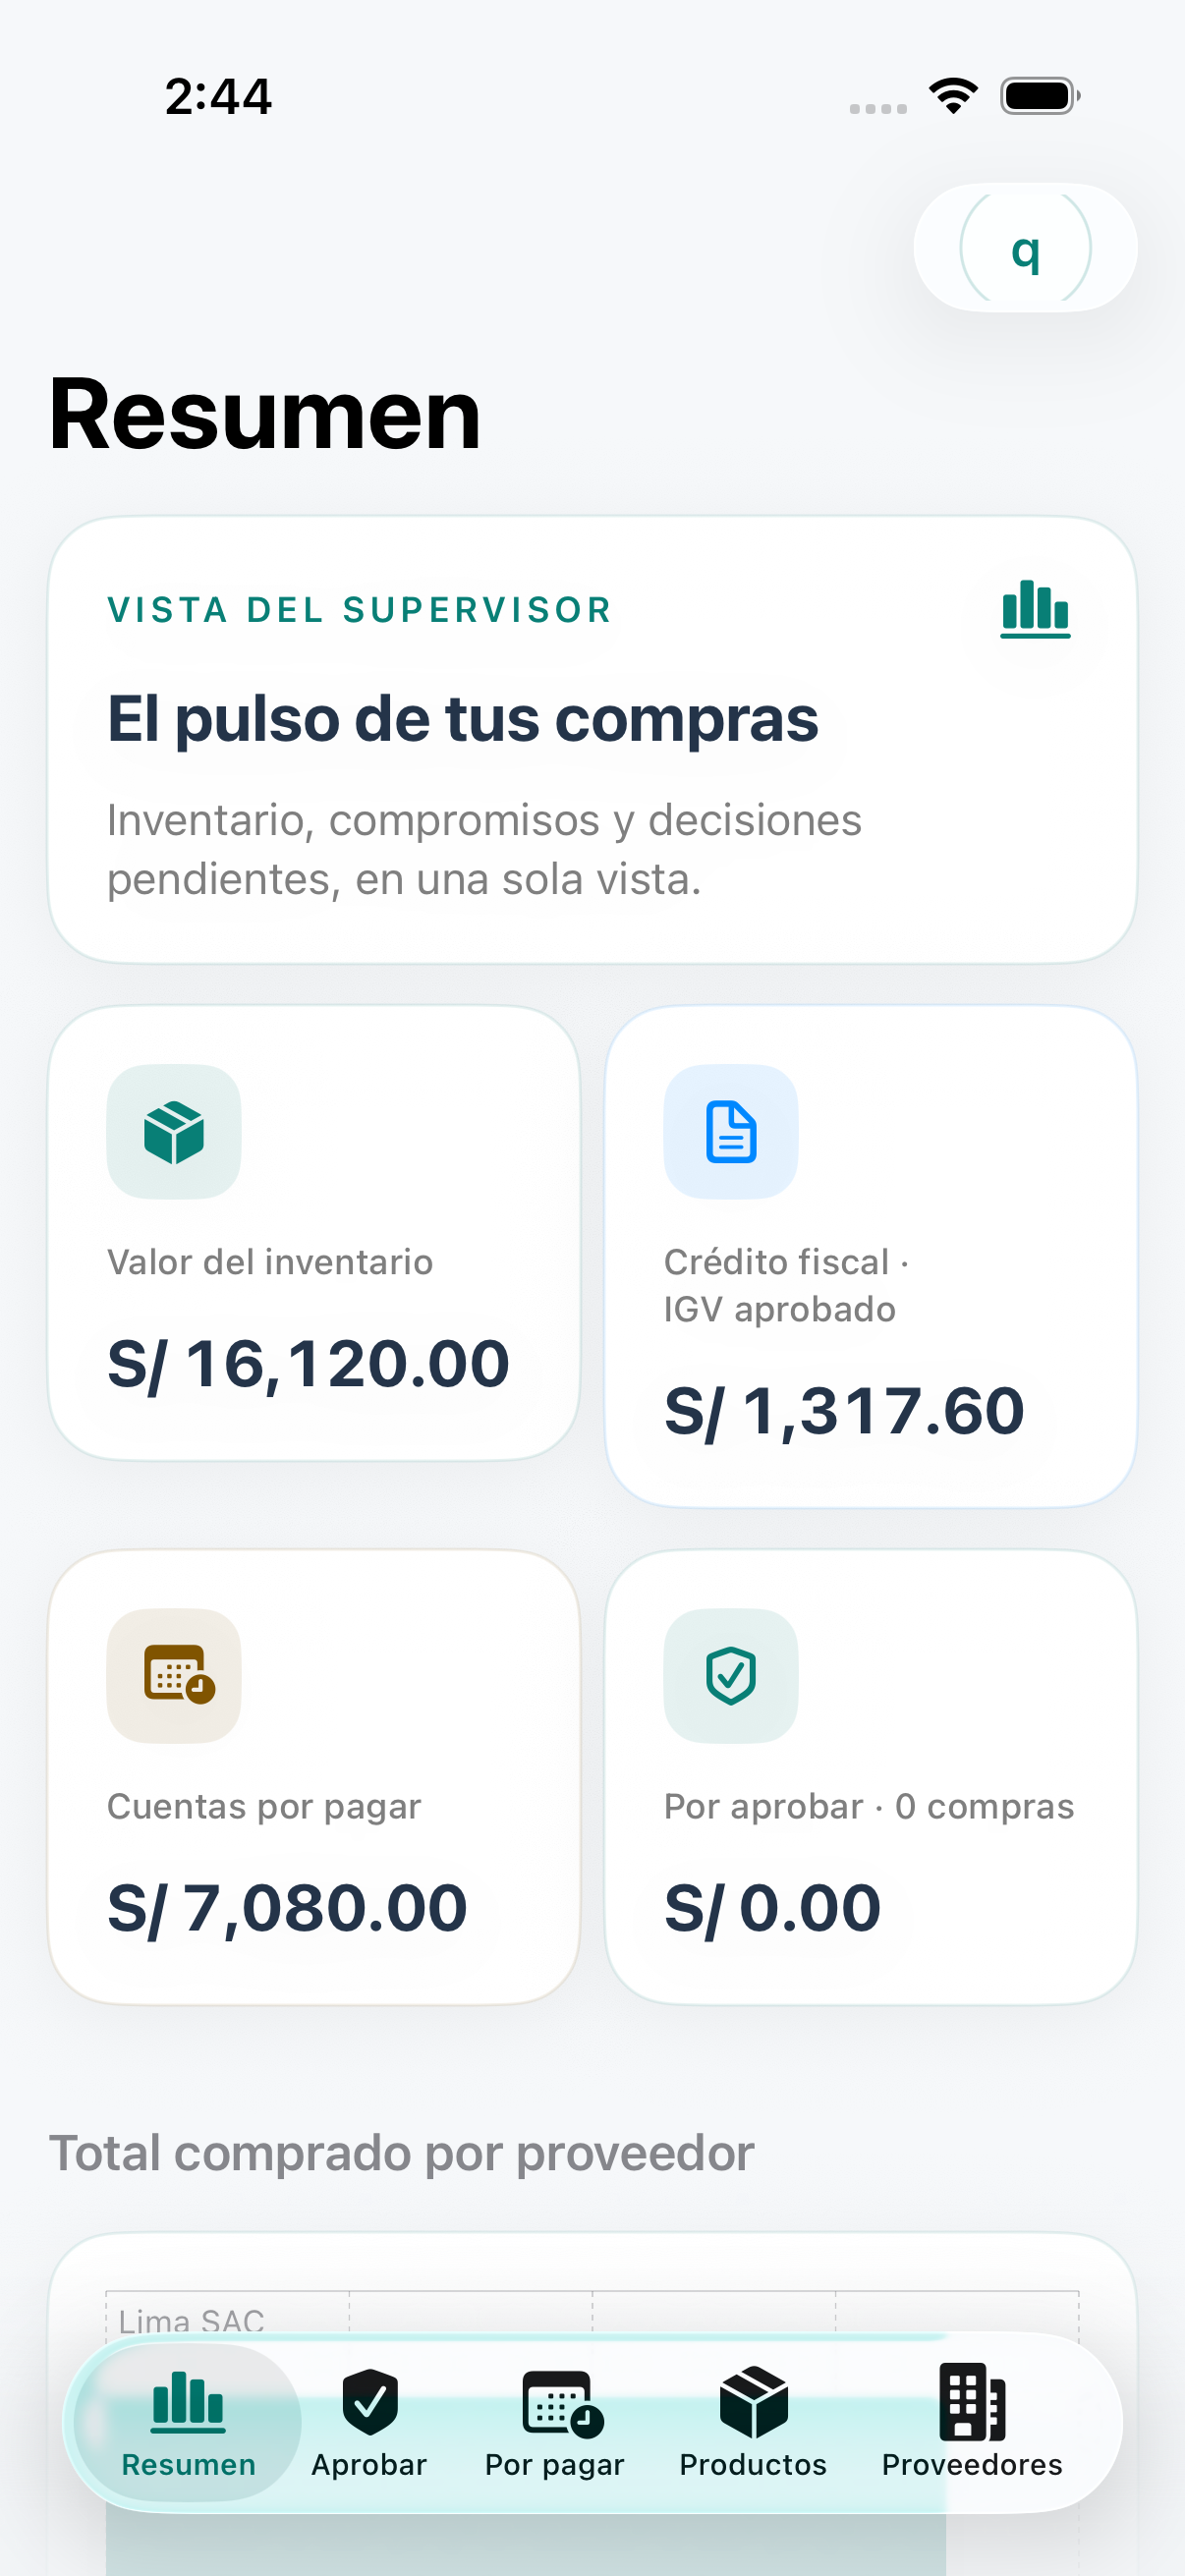 2:44
q
Resumen
VISTA DEL SUPERVISOR
El pulso de tus compras
Inventario, compromisos y decisiones
pendientes, en una sola vista.
Valor del inventario
S/ 16,120.00
Crédito fiscal ·
IGV aprobado
S/ 1,317.60
Cuentas por pagar
S/ 7,080.00
Por aprobar · 0 compras
S/ 0.00
Total comprado por proveedor
Lima SAC
Resumen
Aprobar
Por pagar
Productos
Proveedores